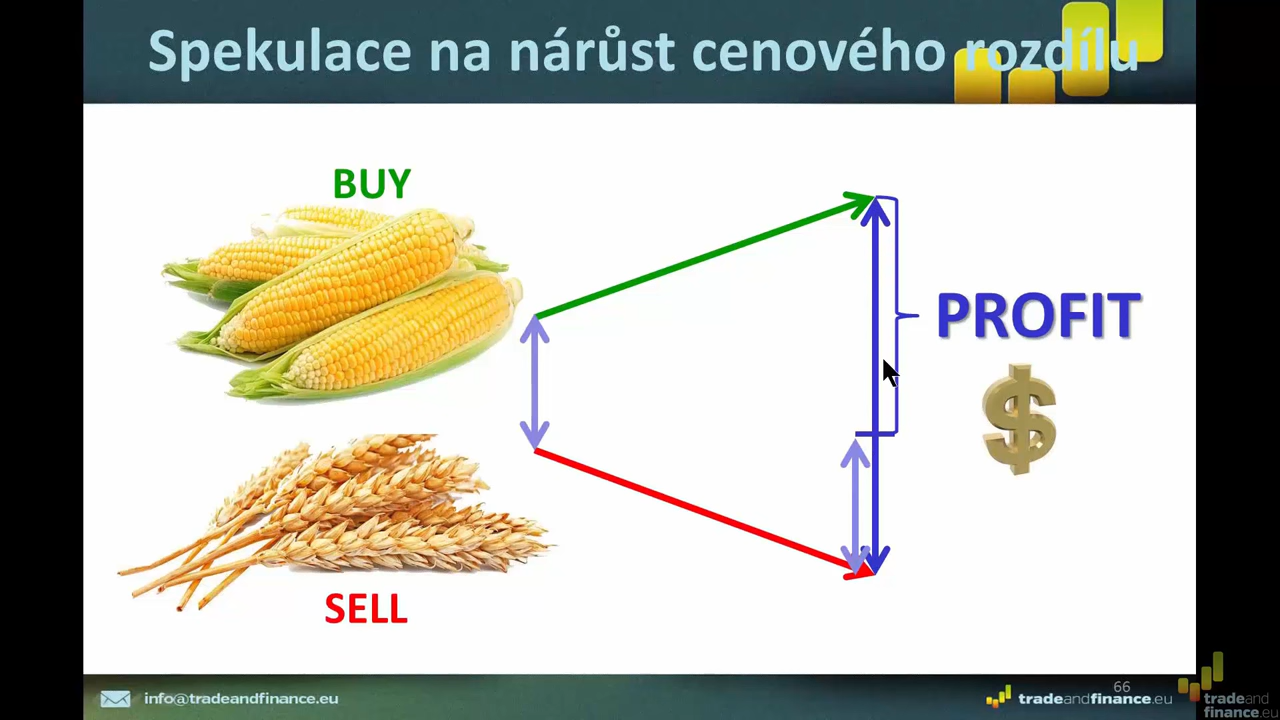 Spekulace na nárůst cenového rozdílu
BUY
PROFIT
$
SELL
info@tradeandfinance.eu
66
tradeandfinance.eu
tradeand
finance.eu